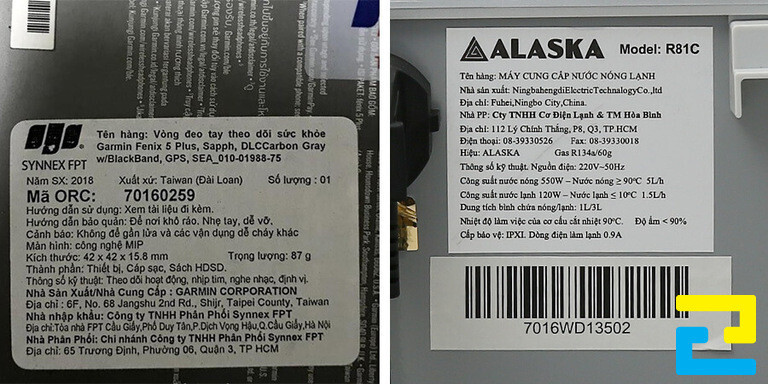 SYNNEX FPT
Tên hàng: Vòng đeo tay theo dõi sức khỏe
Garmin Fenix 5 Plus, Sapph, DLCCarbon Gray
w/BlackBand, GPS, SEA_010-01988-75
Năm SX: 2018 Xuất xứ: Taiwan (Đài Loan) Số lượng : 01
Mã ORC: 70160259
Hướng dẫn sử dụng: Xem tài liệu đi kèm.
Hướng dẫn bảo quản: Để nơi khô ráo. Nhẹ tay, dễ vỡ.
Cảnh báo: Không để gần lửa và các vận dụng dễ cháy khác
Màn hình: công nghệ MIP
Kích thước: 42 x 42 x 15.8 mm Trọng lượng: 87 g
Thành phần: Thiết bị, Cáp sạc, Sách HDSD.
Thông số kỹ thuật: Theo dõi hoạt động, nhịp tim, nghe nhạc, định vị.
Nhà Sản Xuất/Nhà Cung Cấp : GARMIN CORPORATION
Địa chỉ : 6F, No. 68 Jangshu 2nd Rd., Shijr, Taipei County, Taiwan
Nhà nhập khẩu: Công ty TNHH Phân Phối Synnex FPT
Địa chỉ:Tòa nhà FPT Cầu Giấy,Phố Duy Tân,P.Dịch Vọng Hậu,Q.Cầu Giấy,Hà Nội
Nhà Phân Phối: Chi nhánh Công ty TNHH Phân Phối Synnex FPT
Địa chỉ: 65 Trương Định, Phường 06, Quận 3, TP HCM
ALASKA Model: R81C
Tên hàng: MÁY CUNG CẤP NƯỚC NÓNG LẠNH
Nhà sản xuất: NingbahengdiElectricTechnalogyCo.,ltd
Địa chỉ: Fuhei,Ningbo City,China.
Nhà PP: Cty TNHH Cơ Điện Lạnh & TM Hòa Bình
Địa chỉ: 112 Lý Chính Thắng, P8, Q3, TP.HCM
Điện thoại: 08-39330526 Fax: 08-39330018
Hiệu: ALASKA Gas R134a/60g
Thông số kỹ thuật. Nguồn điện: 220V~50Hz
Công suất nước nóng 550W – Nước nóng ≥ 90ºC 5L/h
Công suất nước lạnh 120W – Nước lạnh ≤ 10ºC 1.5L/h
Dung tích bình chứa nóng/lạnh: 1L/3L
Nhiệt độ làm việc của cơ cấu cắt nhiệt 90ºC. Độ ẩm < 90%
Cấp bảo vệ: IPXI. Dòng điện làm lạnh 0.9A
7016WD13502